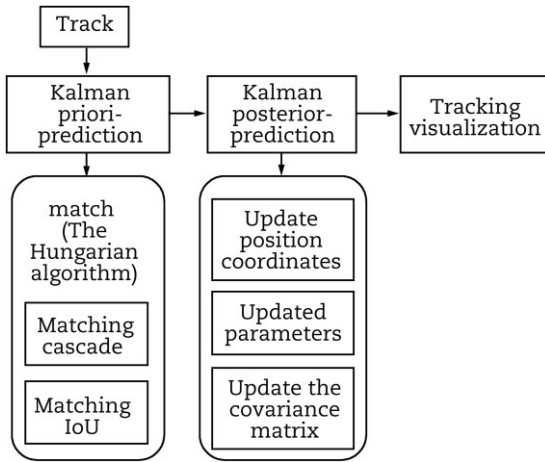 Track
Kalman
priori-
prediction
Kalman
posterior-
prediction
Tracking
visualization
match
(The
Hungarian
algorithm)
Matching
cascade
Matching
IoU
Update
position
coordinates
Updated
parameters
Update the
covariance
matrix